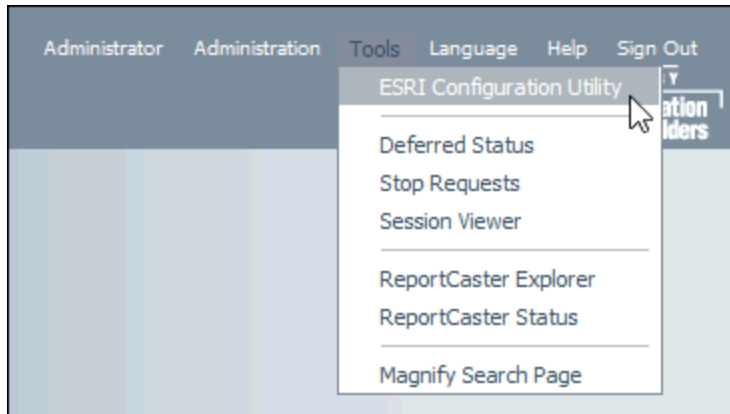 Administrator Administration Tools Language Help Sign Out
ESRI Configuration Utility
Deferred Status
Stop Requests
Session Viewer
ReportCaster Explorer
ReportCaster Status
Magnify Search Page